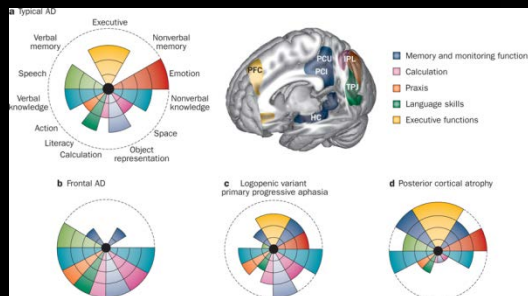 a Typical AD
Executive
Verbal
memory
Nonverbal
memory
Speech
Emotion
Verbal
knowledge
Nonverbal
knowledge
Action
Space
Literacy
Calculation
Object
representation
PFC
PCU
PCI
IPL
TPJ
HC
Memory and monitoring function
Calculation
Praxis
Language skills
Executive functions
b Frontal AD
c Logopenic variant
primary progressive aphasia
d Posterior cortical atrophy